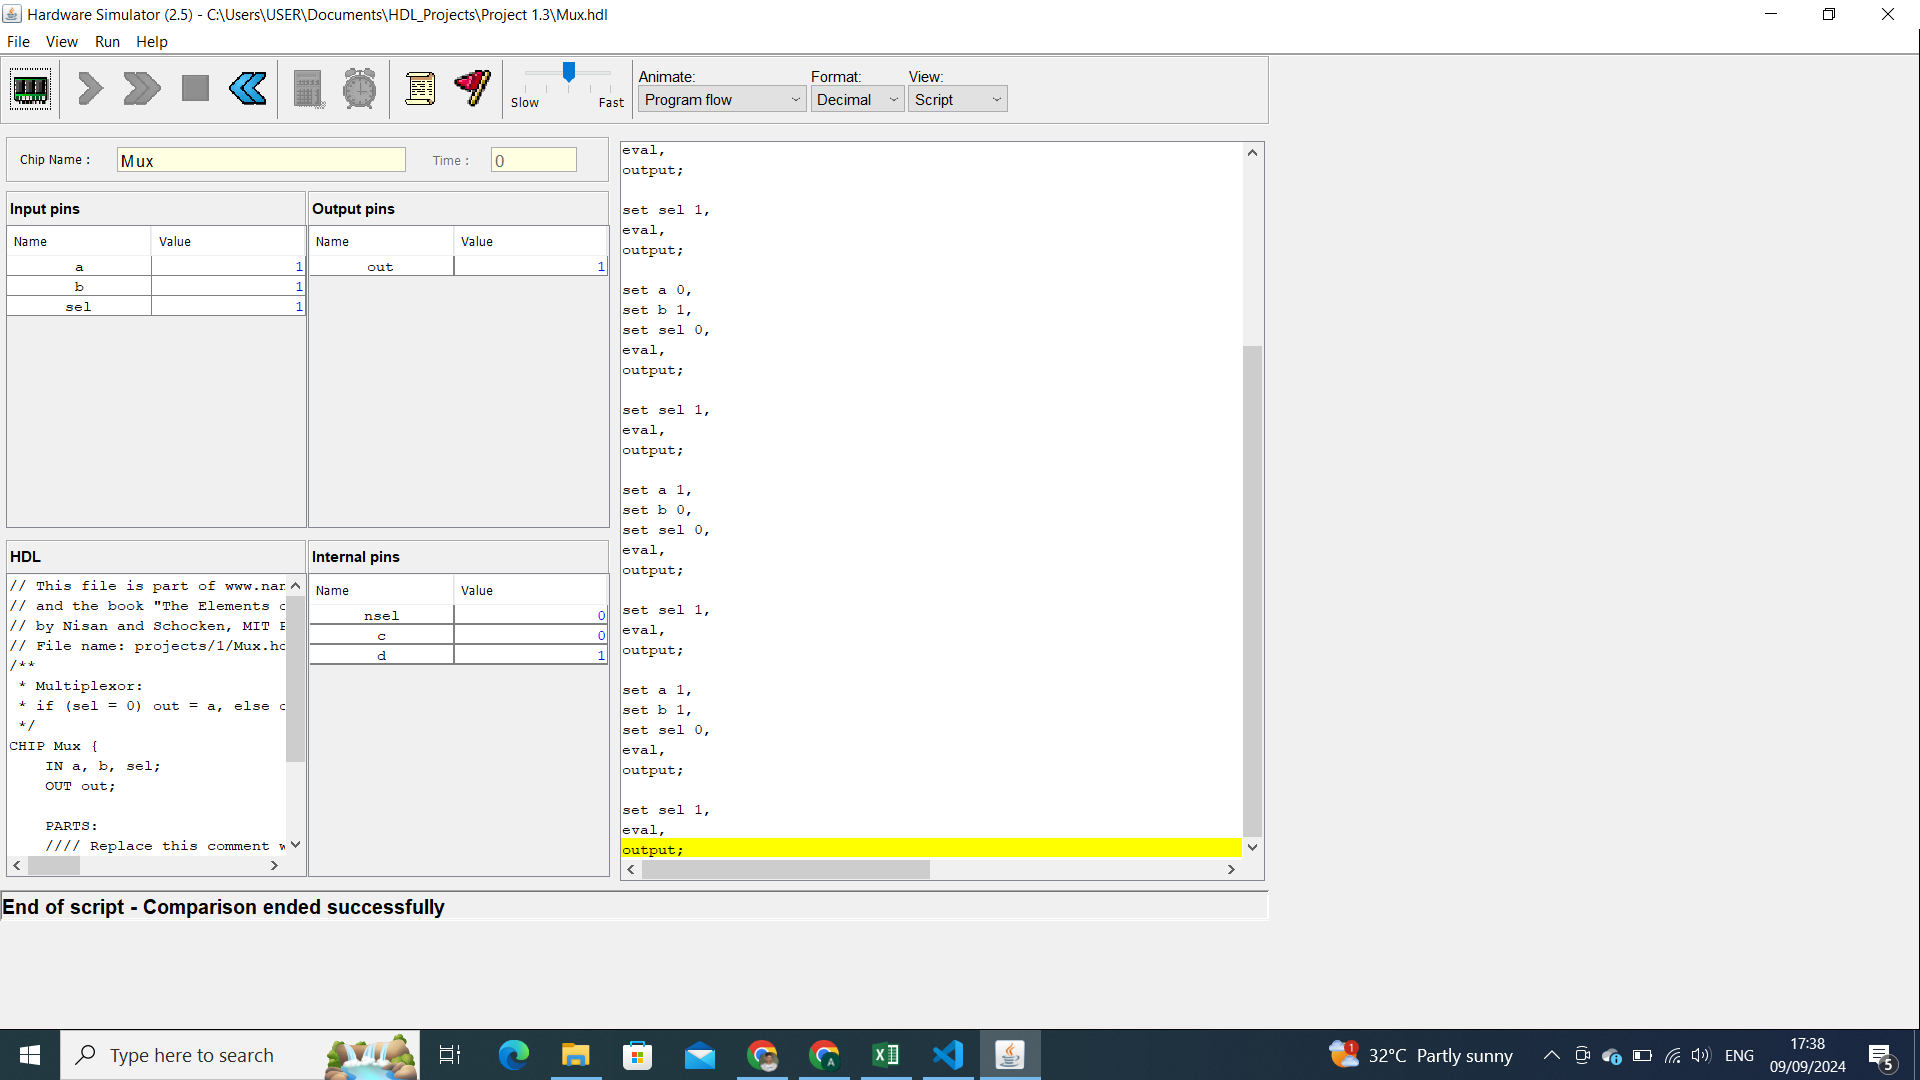 Hardware Simulator (2.5) - C:\Users\USER\Documents\HDL_Projects\Project 1.3\Mux.hdl
File View Run Help
Slow Fast
Animate: Format: View:
Program flow Decimal Script
Chip Name : Mux Time : 0
Input pins
Name Value
a 1
b 1
sel 1
Output pins
Name Value
out 1
HDL
// This file is part of www.nan
// and the book "The Elements o
// by Nisan and Schocken, MIT P
// File name: projects/1/Mux.hd
/**
* Multiplexor:
* if (sel = 0) out = a, else o
*/
CHIP Mux {
IN a, b, sel;
OUT out;
PARTS:
//// Replace this comment w
Internal pins
Name Value
nsel 0
c 0
d 1
eval,
output;
set sel 1,
eval,
output;
set a 0,
set b 1,
set sel 0,
eval,
output;
set sel 1,
eval,
output;
set a 1,
set b 0,
set sel 0,
eval,
output;
set sel 1,
eval,
output;
set a 1,
set b 1,
set sel 0,
eval,
output;
set sel 1,
eval,
output;
End of script - Comparison ended successfully
Type here to search
1
32°C Partly sunny
ENG
17:38
09/09/2024
5